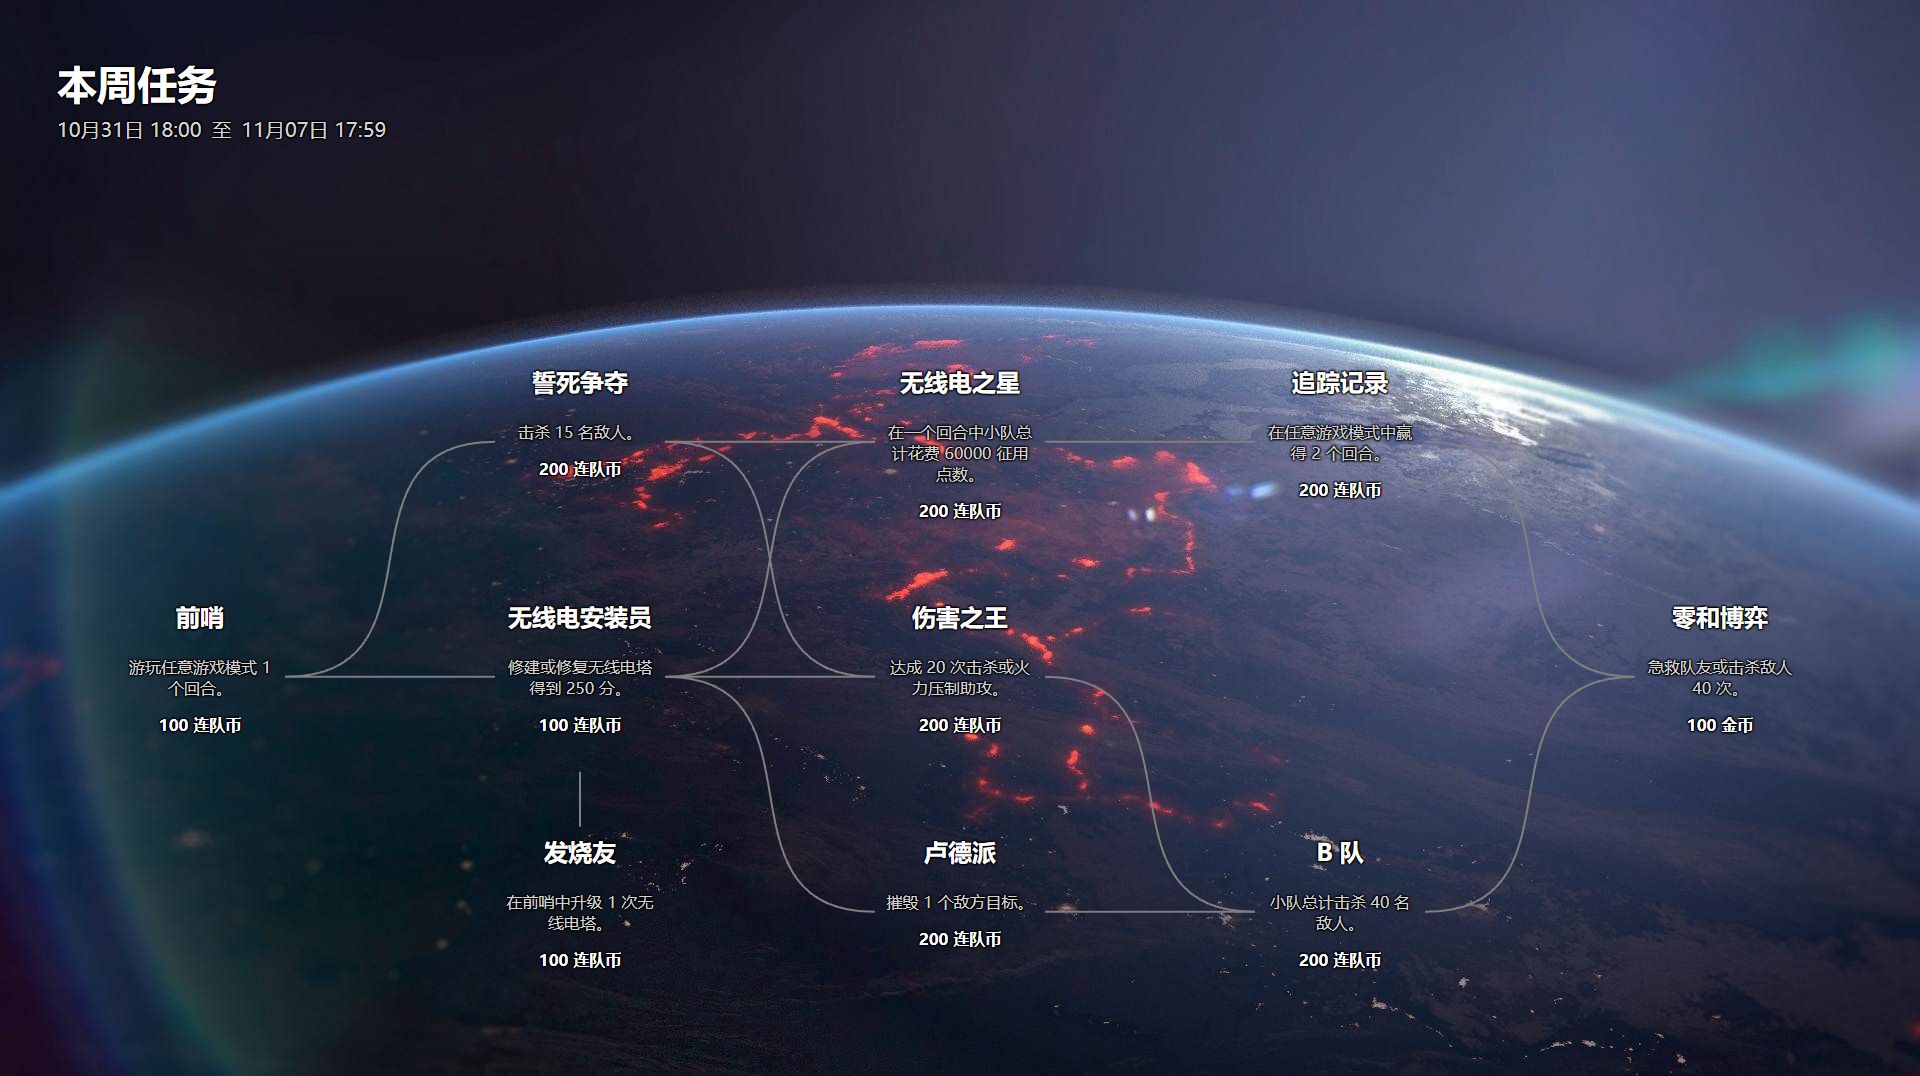 本周任务
10月31日 18:00 至 11月07日 17:59
誓死争夺
击杀 15 名敌人。
200 连队币
无线电之星
在一个回合中小队总
计花费 60000 征用
点数。
200 连队币
追踪记录
在任意游戏模式中赢
得 2 个回合。
200 连队币
前哨
游玩任意游戏模式 1
个回合。
100 连队币
无线电安装员
修建或修复无线电塔
得到 250 分。
100 连队币
伤害之王
达成 20 次击杀或火
力压制助攻。
200 连队币
零和博弈
急救队友或击杀敌人
40 次。
100 金币
发烧友
在前哨中升级 1 次无
线电塔。
100 连队币
卢德派
摧毁 1 个敌方目标。
200 连队币
B 队
小队总计击杀 40 名
敌人。
200 连队币